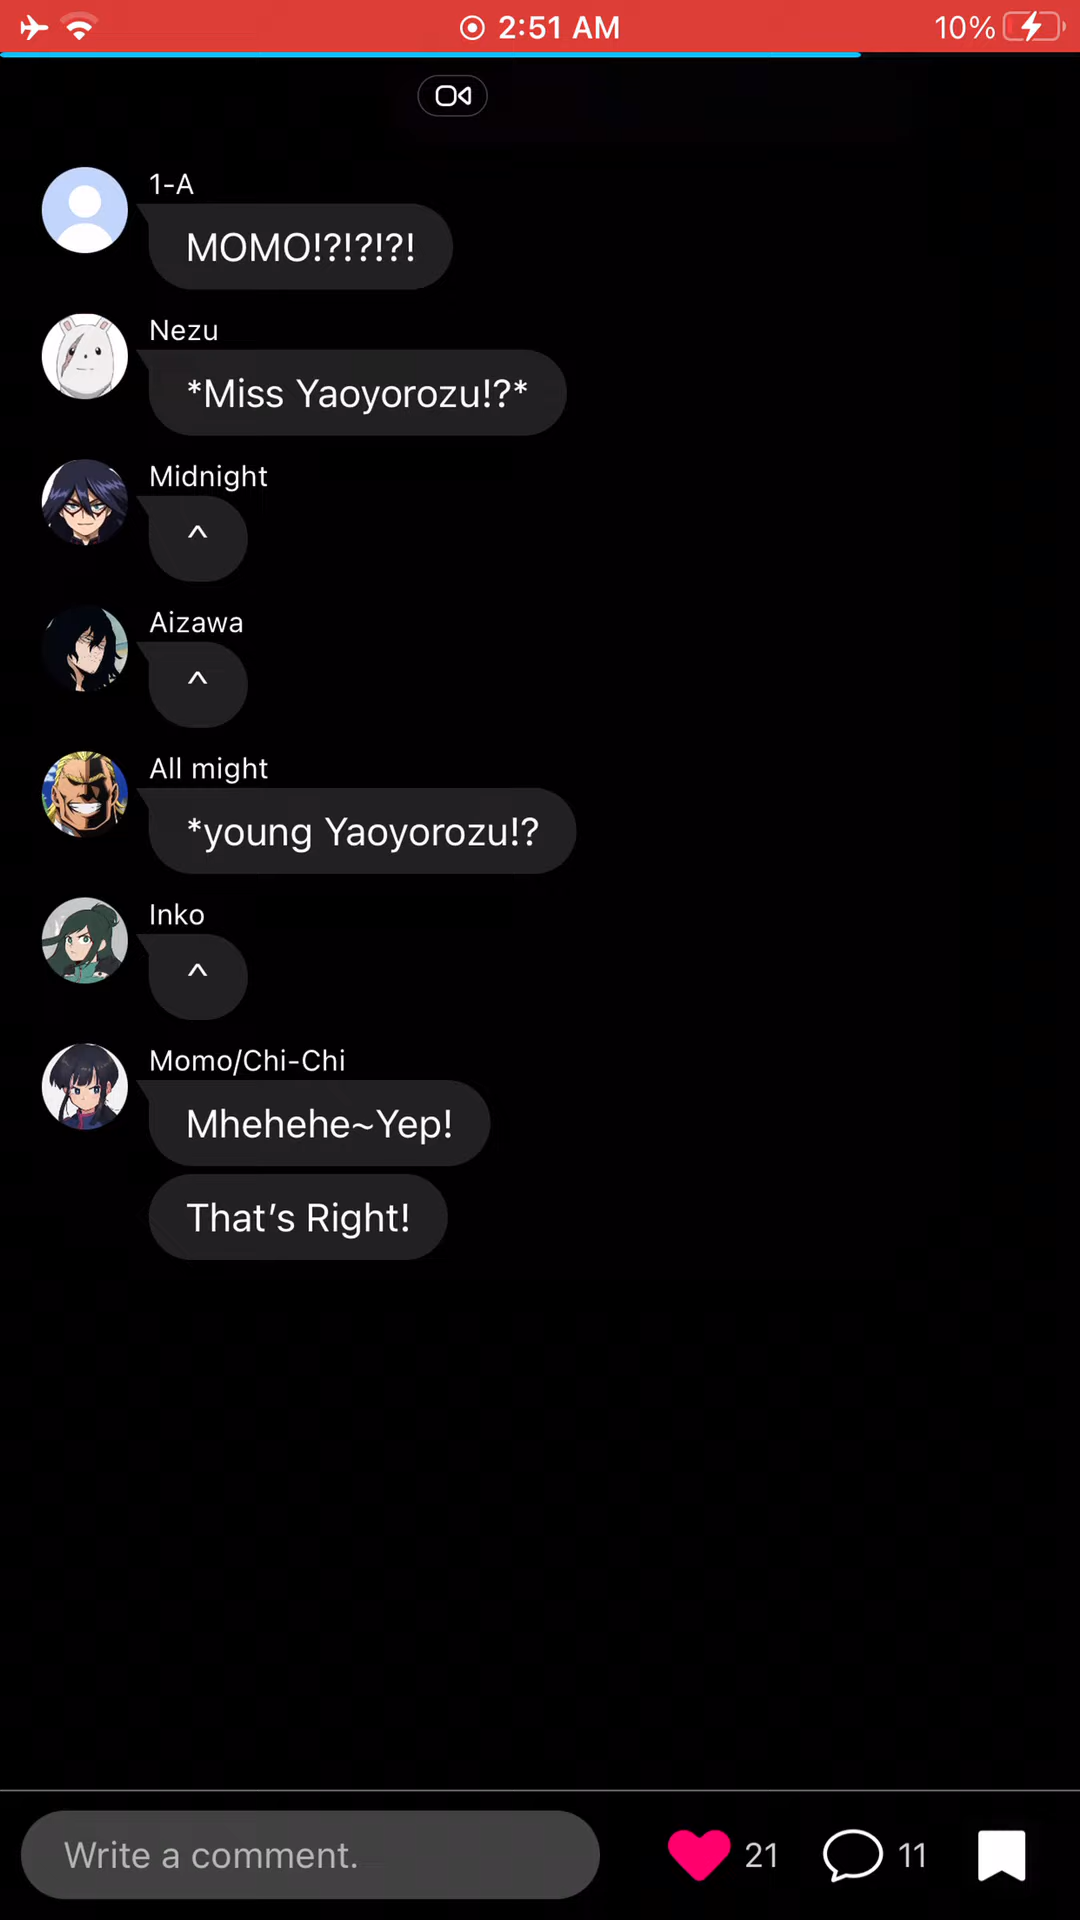 2:51 AM
10%
1-A
MOMO!?!?!?!
Nezu
*Miss Yaoyorozu!?*
Midnight
^
Aizawa
^
All might
*young Yaoyorozu!?
Inko
^
Momo/Chi-Chi
Mhehehe~Yep!
That’s Right!
Write a comment.
21
11